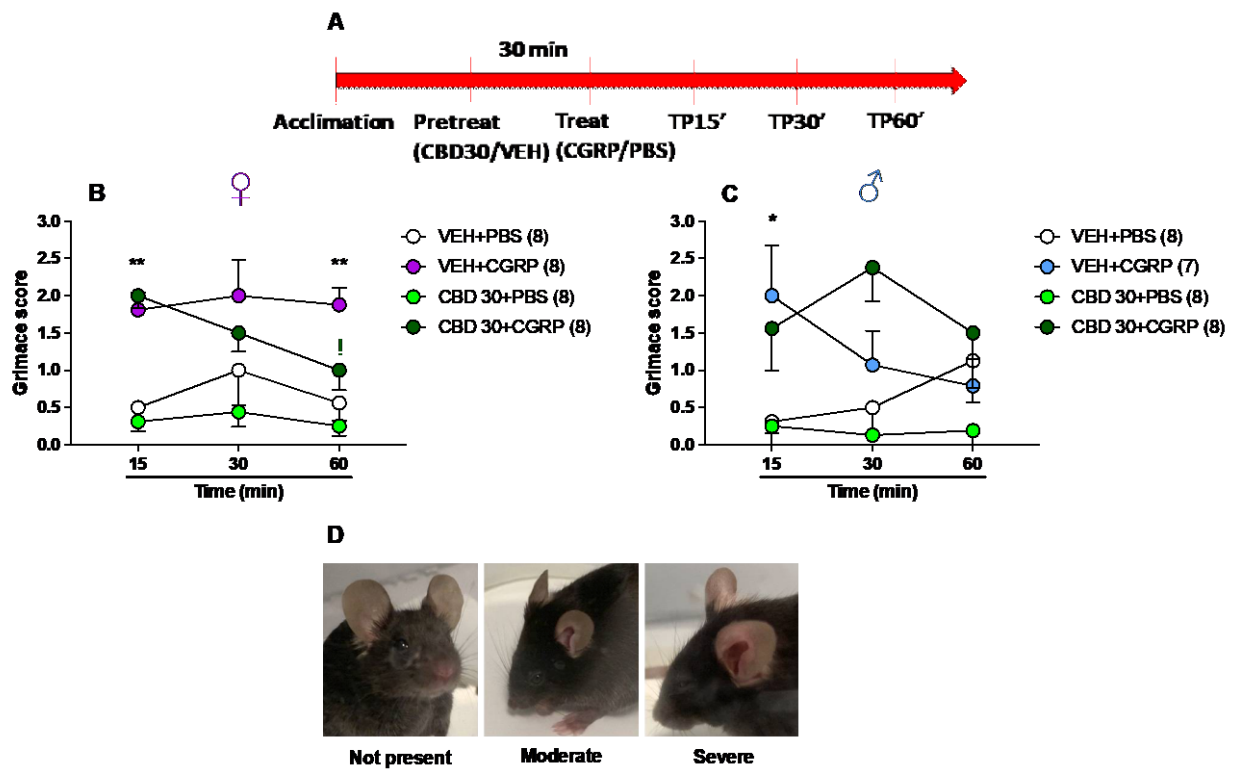 A
30 min
Acclimation Pretreat Treat TP15′ TP30′ TP60′
(CBD30/VEH) (CGRP/PBS)
B ♀
3.0
2.5
2.0
1.5
1.0
0.5
0.0
Grimace score
** **
!
15 30 60
Time (min)
VEH+PBS (8)
VEH+CGRP (8)
CBD 30+PBS (8)
CBD 30+CGRP (8)
C ♂
3.0
2.5
2.0
1.5
1.0
0.5
0.0
Grimace score
*
15 30 60
Time (min)
VEH+PBS (8)
VEH+CGRP (7)
CBD 30+PBS (8)
CBD 30+CGRP (8)
D
Not present Moderate Severe